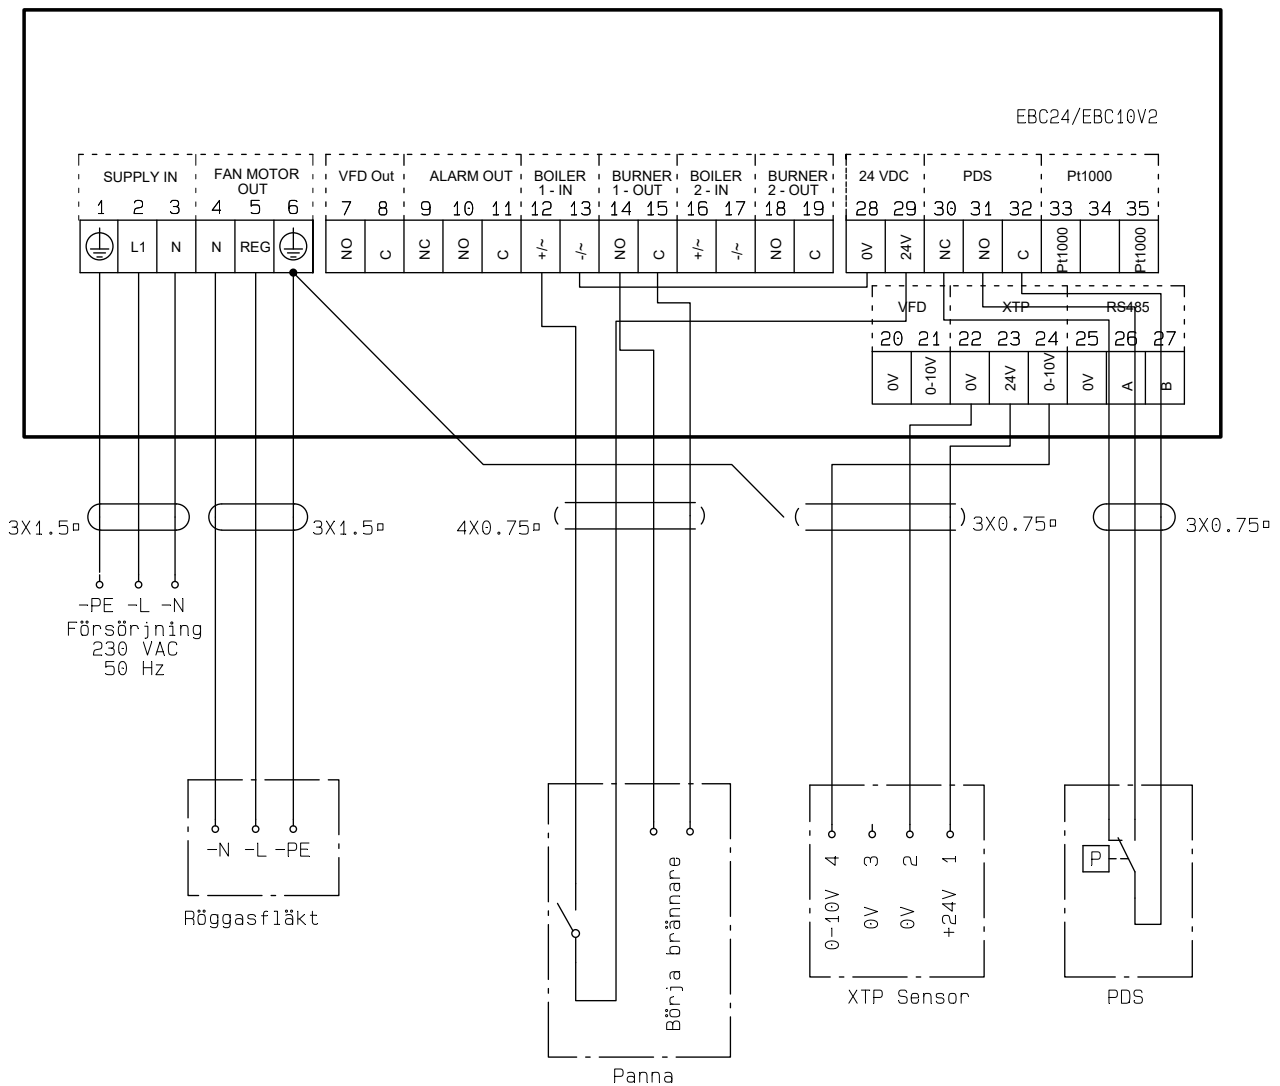 EBC24/EBC10V2
SUPPLY IN
FAN MOTOR
OUT
VFD Out
ALARM OUT
BOILER
1 - IN
BURNER
1 - OUT
BOILER
2 - IN
BURNER
2 - OUT
24 VDC
PDS
Pt1000
1 2 3 4 5 6 7 8 9 10 11 12 13 14 15 16 17 18 19 28 29 30 31 32 33 34 35
L1 N N REG NO C NC NO C +/~ -/~ NO C +/~ -/~ NO C 0V 24V NC NO C Pt1000 Pt1000
VFD XTP RS485
20 21 22 23 24 25 26 27
0V 0-10V 0V 24V 0-10V 0V A B
3X1.5¤
3X1.5¤
4X0.75¤
3X0.75¤
3X0.75¤
-PE -L -N
Försörjning
230 VAC
50 Hz
-N -L -PE
Röggasfläkt
Börja brännare
Panna
4 3 2 1
0-10V 0V 0V +24V
XTP Sensor
P
PDS